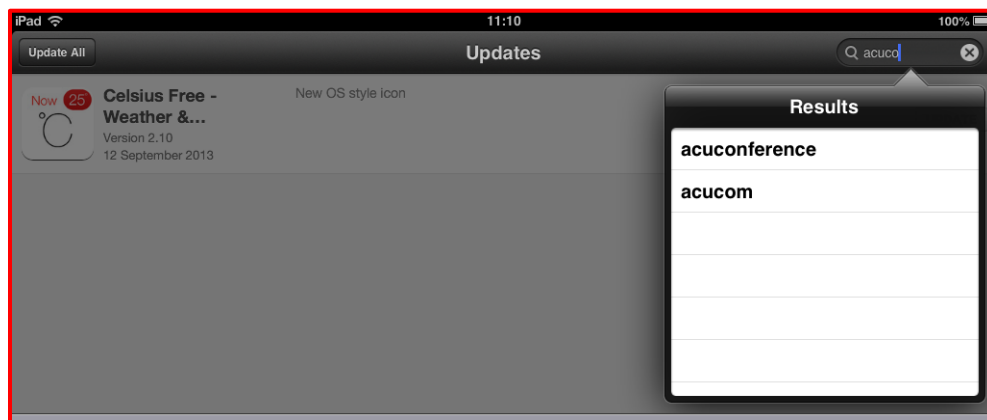 iPad 11:10 100%
Update All Updates acuco
Now 25 Celsius Free - New OS style icon
°C Weather &...
Version 2.10
12 September 2013
Results
acuconference
acucom